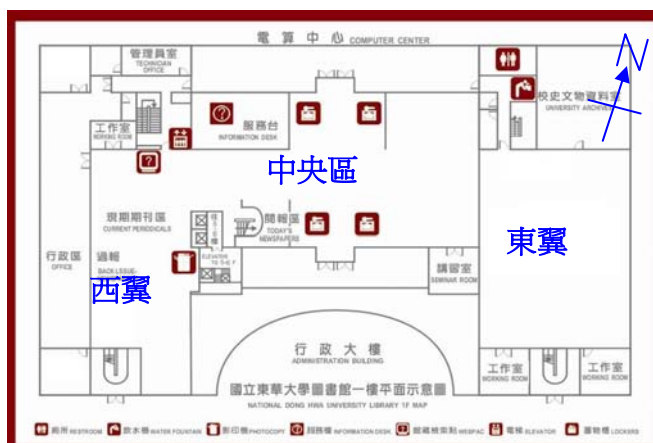 電算中心 COMPUTER CENTER
管理員室
TECHNICIAN
OFFICE
N
校史文物資料室
UNIVERSITY ARCHIVES
工作室
WORKING ROOM
服務台
INFORMATION DESK
中央區
現期期刊區
CURRENT PERIODICALS
閱報區
TODAY'S
NEWSPAPERS
行政區
OFFICE
過報
BACK ISSUE
西翼
ELEVATOR
東翼
講習室
SEMINAR ROOM
行政大樓
ADMINISTRATION BUILDING
工作室
WORKING ROOM
工作室
WORKING ROOM
國立東華大學圖書館一樓平面示意圖
NATIONAL DONG HWA UNIVERSITY LIBRARY 1F MAP
廁所 RESTROOM 飲水機 WATER FOUNTAIN 影印機 PHOTOCOPY 服務檯 INFORMATION DESK 館藏檢索站 WEBPAC 電梯 ELEVATOR 置物櫃 LOCKERS